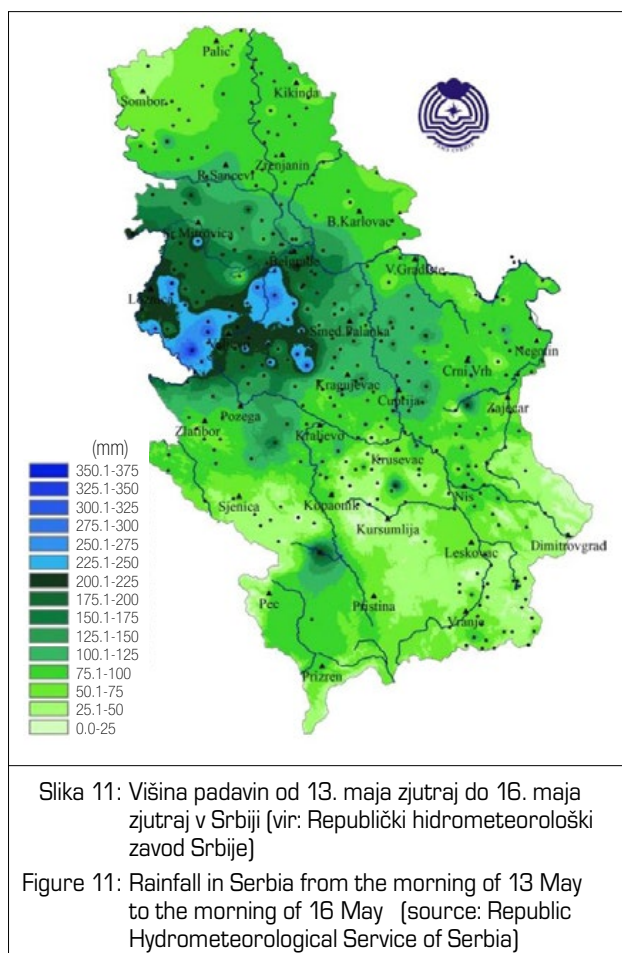 Palic
Sombor
Kikinda
Zrenjanin
R.Sancevi
B.Karlovac
Sr.Mitrovica
Belgrade
V.Gradiste
Loznica
Smed.Palanka
Negotin
Crni Vrh
Kragujevac
Cuprija
Zajecar
Pozega
Zlatibor
Kraljevo
Krusevac
Nis
Sjenica
Kopaonik
Kursumlija
Dimitrovgrad
Leskovac
Pec
Pristina
Vranje
Prizren
(mm)
350.1-375
325.1-350
300.1-325
275.1-300
250.1-275
225.1-250
200.1-225
175.1-200
150.1-175
125.1-150
100.1-125
75.1-100
50.1-75
25.1-50
0.0-25
Slika 11: Višina padavin od 13. maja zjutraj do 16. maja
zjutraj v Srbiji (vir: Republički hidrometeorološki
zavod Srbije)
Figure 11: Rainfall in Serbia from the morning of 13 May
to the morning of 16 May (source: Republic
Hydrometeorological Service of Serbia)